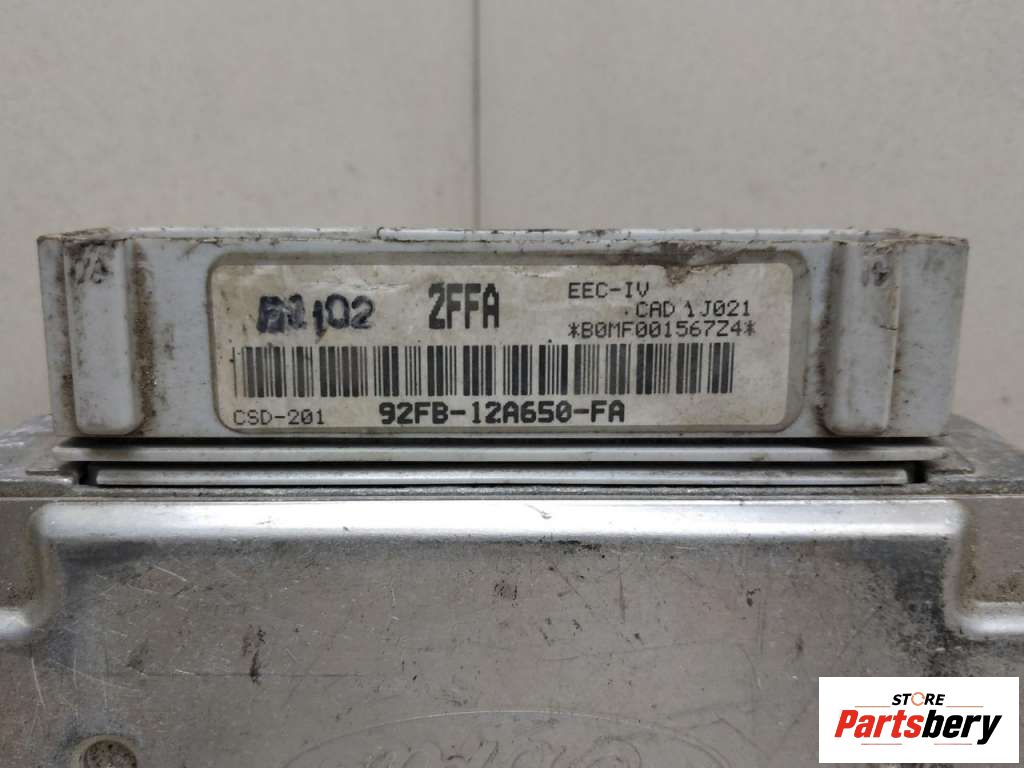 2FFA
EEC-IV
CAD 1J021
*B0MF001567Z4*
CSD-201
92FB-12A650-FA
STORE
Partsbery